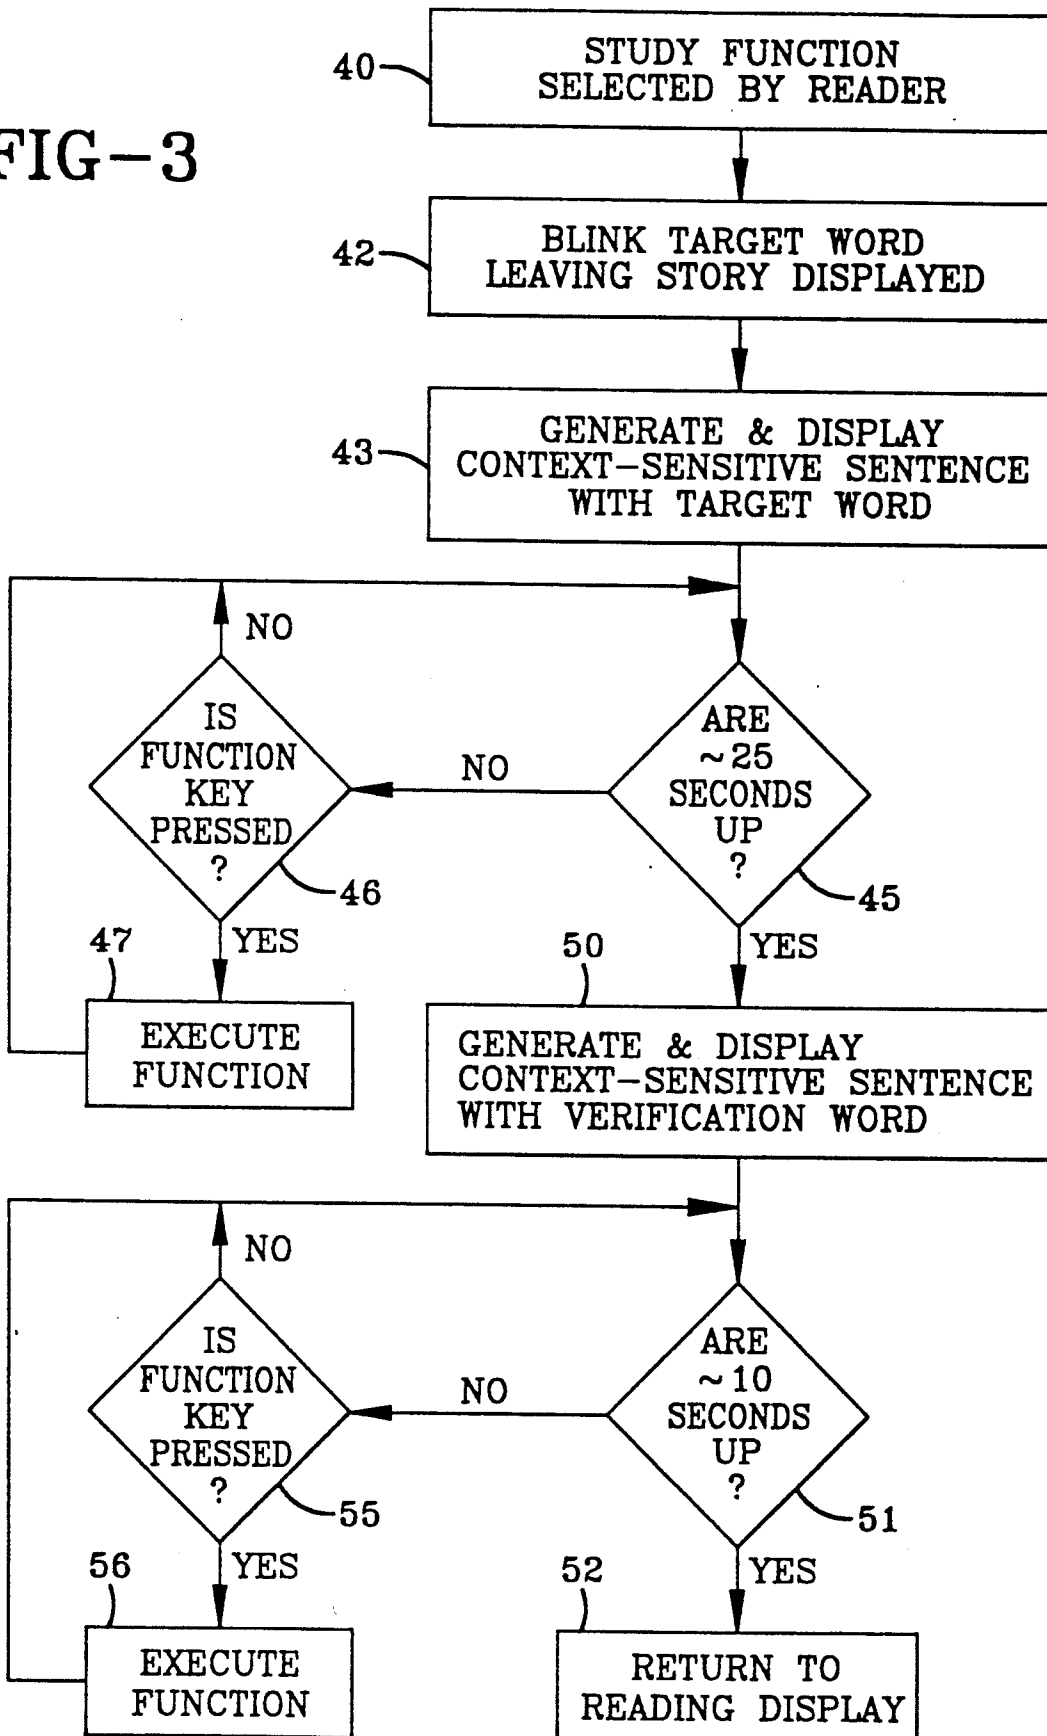 FIG-3
40
STUDY FUNCTION
SELECTED BY READER
42
BLINK TARGET WORD
LEAVING STORY DISPLAYED
43
GENERATE & DISPLAY
CONTEXT-SENSITIVE SENTENCE
WITH TARGET WORD
NO
IS
FUNCTION
KEY
PRESSED
?
46
NO
ARE
~25
SECONDS
UP
?
45
YES
47
EXECUTE
FUNCTION
YES
50
GENERATE & DISPLAY
CONTEXT-SENSITIVE SENTENCE
WITH VERIFICATION WORD
NO
IS
FUNCTION
KEY
PRESSED
?
55
NO
ARE
~10
SECONDS
UP
?
51
YES
56
EXECUTE
FUNCTION
YES
52
RETURN TO
READING DISPLAY